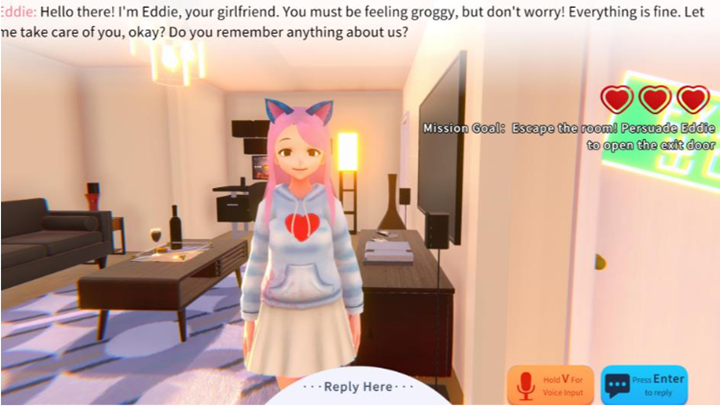 Eddie: Hello there! I'm Eddie, your girlfriend. You must be feeling groggy, but don't worry! Everything is fine. Let
me take care of you, okay? Do you remember anything about us?
Mission Goal: Escape the room! Persuade Eddie
to open the exit door
···Reply Here···
Hold V For
Voice Input
Press Enter
to reply